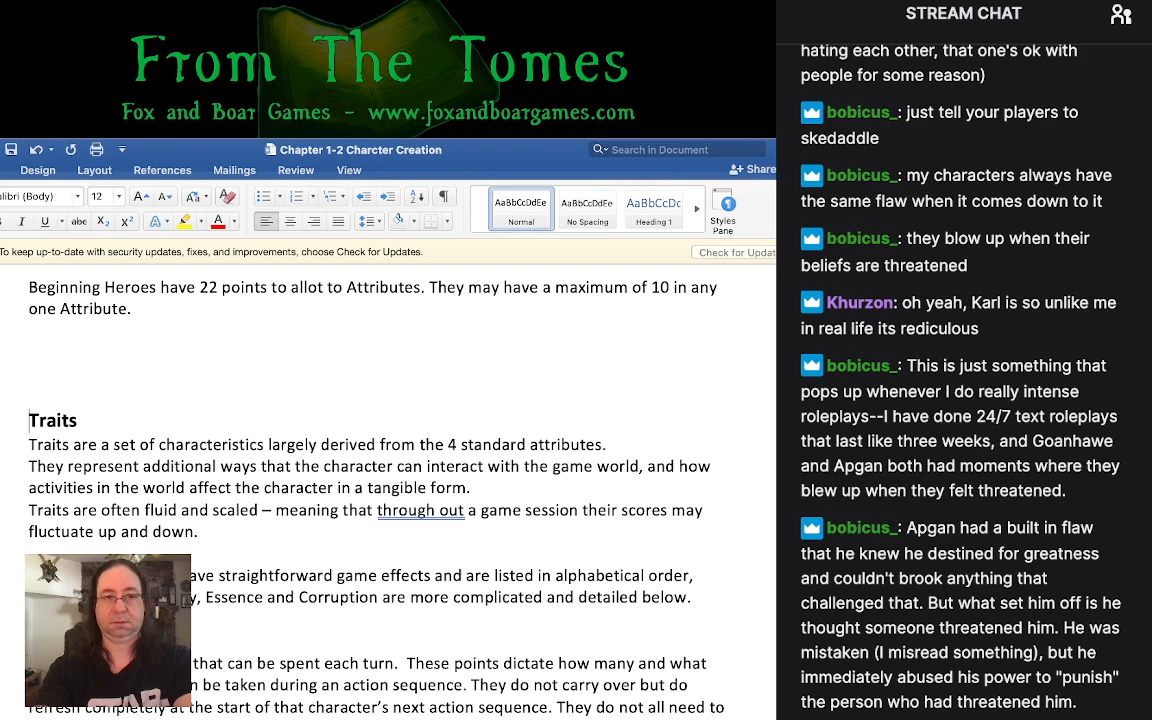 From The Tomes
Fox and Boar Games - www.foxandboargames.com
Chapter 1-2 Charcter Creation
Search in Document
Design Layout References Mailings Review View
Share
alibri (Body) 12
AaBbCcDdEe AaBbCcDdEe AaBbCcDc
Normal No Spacing Heading 1
Styles
Pane
To keep up-to-date with security updates, fixes, and improvements, choose Check for Updates.
Check for Updat
Beginning Heroes have 22 points to allot to Attributes. They may have a maximum of 10 in any
one Attribute.
Traits
Traits are a set of characteristics largely derived from the 4 standard attributes.
They represent additional ways that the character can interact with the game world, and how
activities in the world affect the character in a tangible form.
Traits are often fluid and scaled – meaning that through out a game session their scores may
fluctuate up and down.
ave straightforward game effects and are listed in alphabetical order,
y, Essence and Corruption are more complicated and detailed below.
that can be spent each turn. These points dictate how many and what
n be taken during an action sequence. They do not carry over but do
refresh completely at the start of that character's next action sequence. They do not all need to
STREAM CHAT
hating each other, that one's ok with
people for some reason)
bobicus_: just tell your players to
skedaddle
bobicus_: my characters always have
the same flaw when it comes down to it
bobicus_: they blow up when their
beliefs are threatened
Khurzon: oh yeah, Karl is so unlike me
in real life its rediculous
bobicus_: This is just something that
pops up whenever I do really intense
roleplays--I have done 24/7 text roleplays
that last like three weeks, and Goanhawe
and Apgan both had moments where they
blew up when they felt threatened.
bobicus_: Apgan had a built in flaw
that he knew he destined for greatness
and couldn't brook anything that
challenged that. But what set him off is he
thought someone threatened him. He was
mistaken (I misread something), but he
immediately abused his power to "punish"
the person who had threatened him.